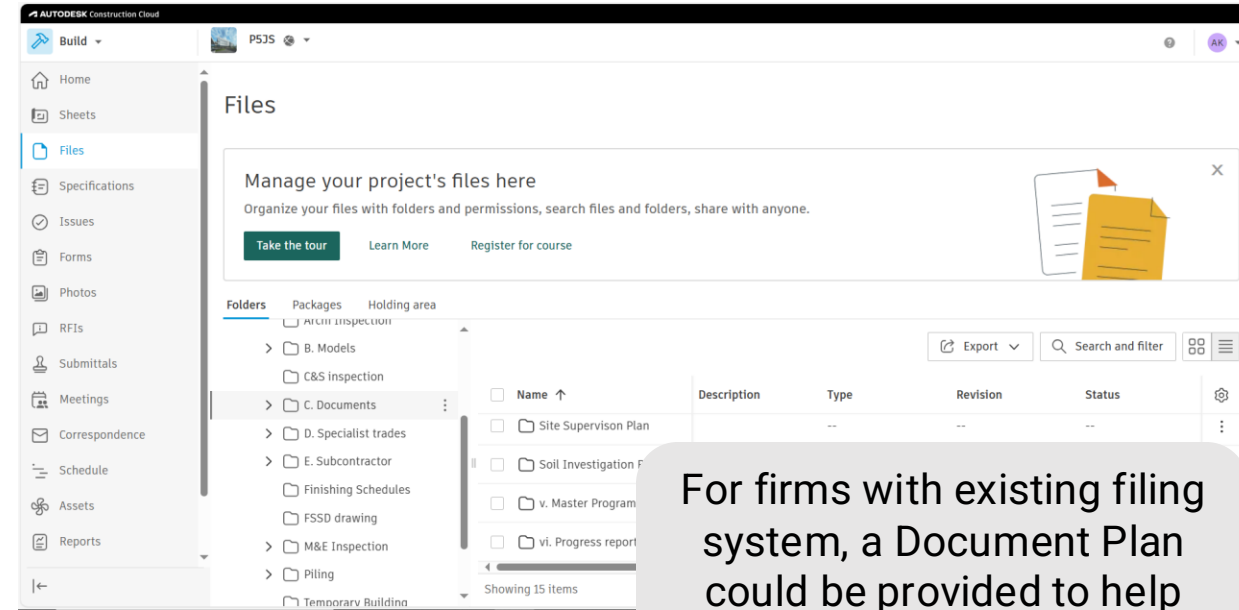 AUTODESK Construction Cloud
Build
P5JS
AK
Home
Sheets
Files
Specifications
Issues
Forms
Photos
RFIs
Submittals
Meetings
Correspondence
Schedule
Assets
Reports
Files
Manage your project's files here
Organize your files with folders and permissions, search files and folders, share with anyone.
Take the tour Learn More Register for course
Folders Packages Holding area
Archi Inspection
B. Models
C&S inspection
C. Documents
D. Specialist trades
E. Subcontractor
Finishing Schedules
FSSD drawing
M&E Inspection
Piling
Temporary Building
Export Search and filter
Name Description Type Revision Status
Site Supervison Plan -- -- --
Soil Investigation
v. Master Program
vi. Progress report
Showing 15 items
For firms with existing filing
system, a Document Plan
could be provided to help